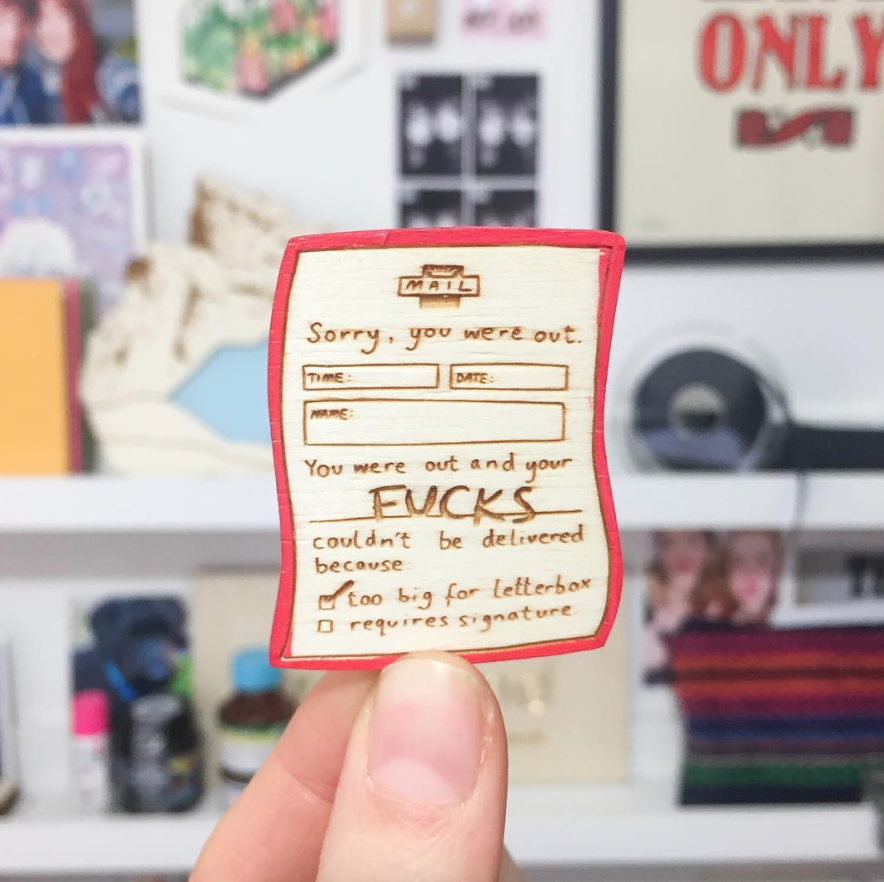 ONLY
MAIL
Sorry, you were out.
TIME: DATE:
NAME:
You were out and your
FUCKS
couldn't be delivered
because
too big for letterbox
requires signature